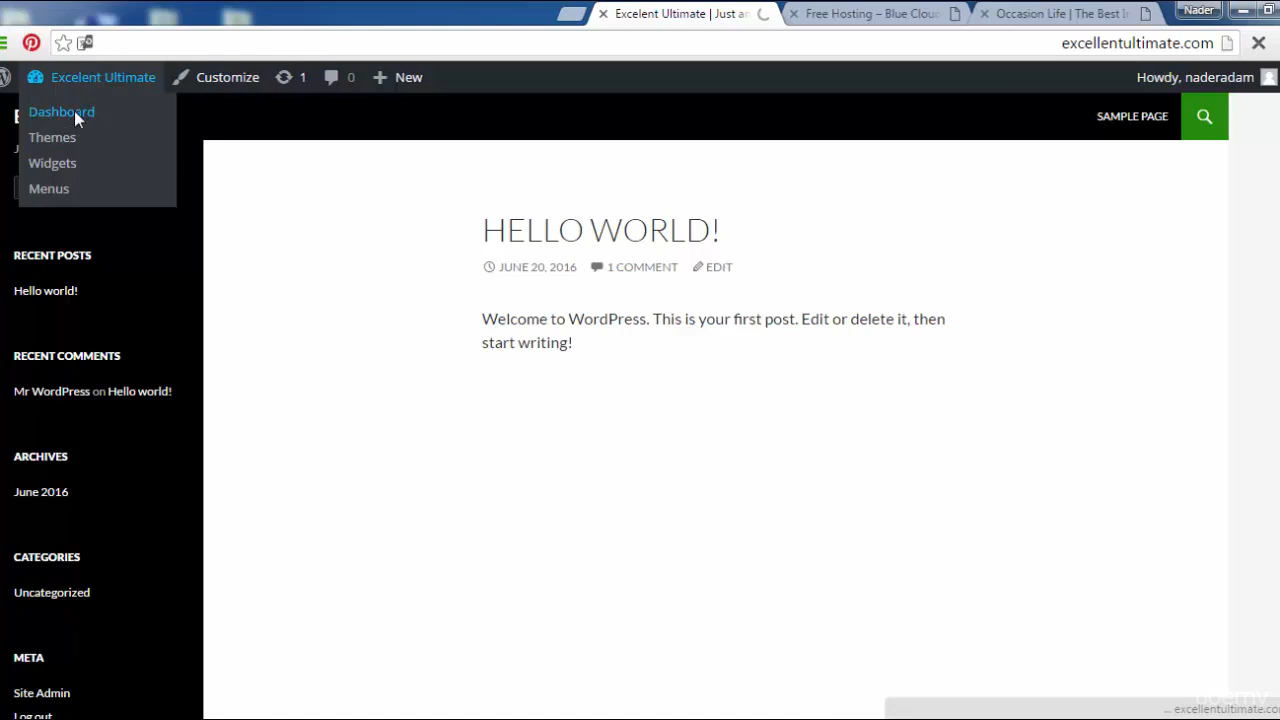 Excelent Ultimate | Just an
Free Hosting – Blue Clou
Occasion Life | The Best I
Nader
excellentultimate.com
Excelent Ultimate
Customize
1
0
New
Howdy, naderadam
Dashboard
Themes
Widgets
Menus
SAMPLE PAGE
HELLO WORLD!
JUNE 20, 2016
1 COMMENT
EDIT
Welcome to WordPress. This is your first post. Edit or delete it, then
start writing!
RECENT POSTS
Hello world!
RECENT COMMENTS
Mr WordPress on Hello world!
ARCHIVES
June 2016
CATEGORIES
Uncategorized
META
Site Admin
Log out
udemy
... excellentultimate.co